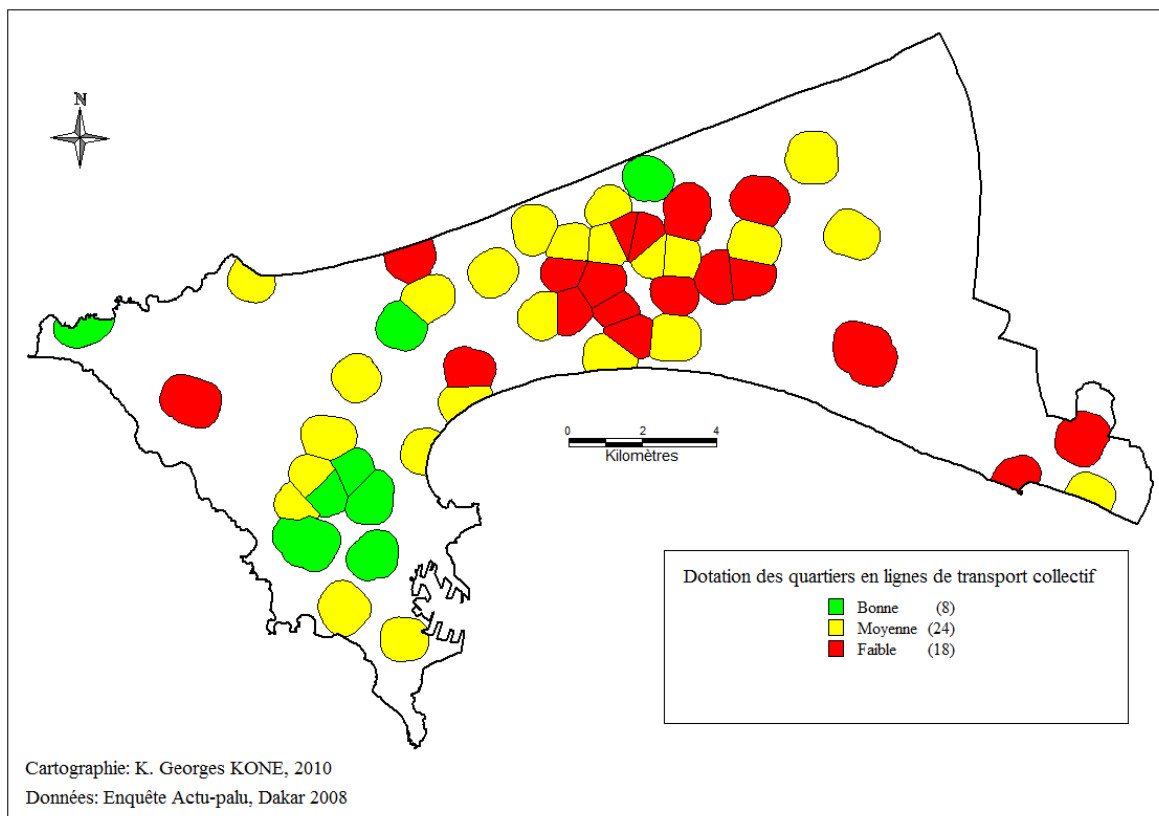 N
0 2 4
Kilomètres
Dotation des quartiers en lignes de transport collectif
Bonne (8)
Moyenne (24)
Faible (18)
Cartographie: K. Georges KONE, 2010
Données: Enquête Actu-palu, Dakar 2008